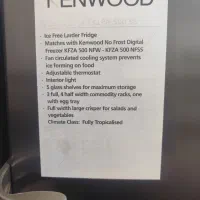 KENWOOD
- Ice Free Larder Fridge
- Matches with Kenwood No Frost Digital
Freezer KFZA 500 NFW - KFZA 500 NFSS
- Fan circulated cooling system prevents
ice forming on food
- Adjustable thermostat
- Interior light
- 5 glass shelves for maximum storage
- 3 full, 4 half width commodity racks, one
with egg tray
- Full width large crisper for salads and
vegetables
- Climate Class: Fully Tropicalised